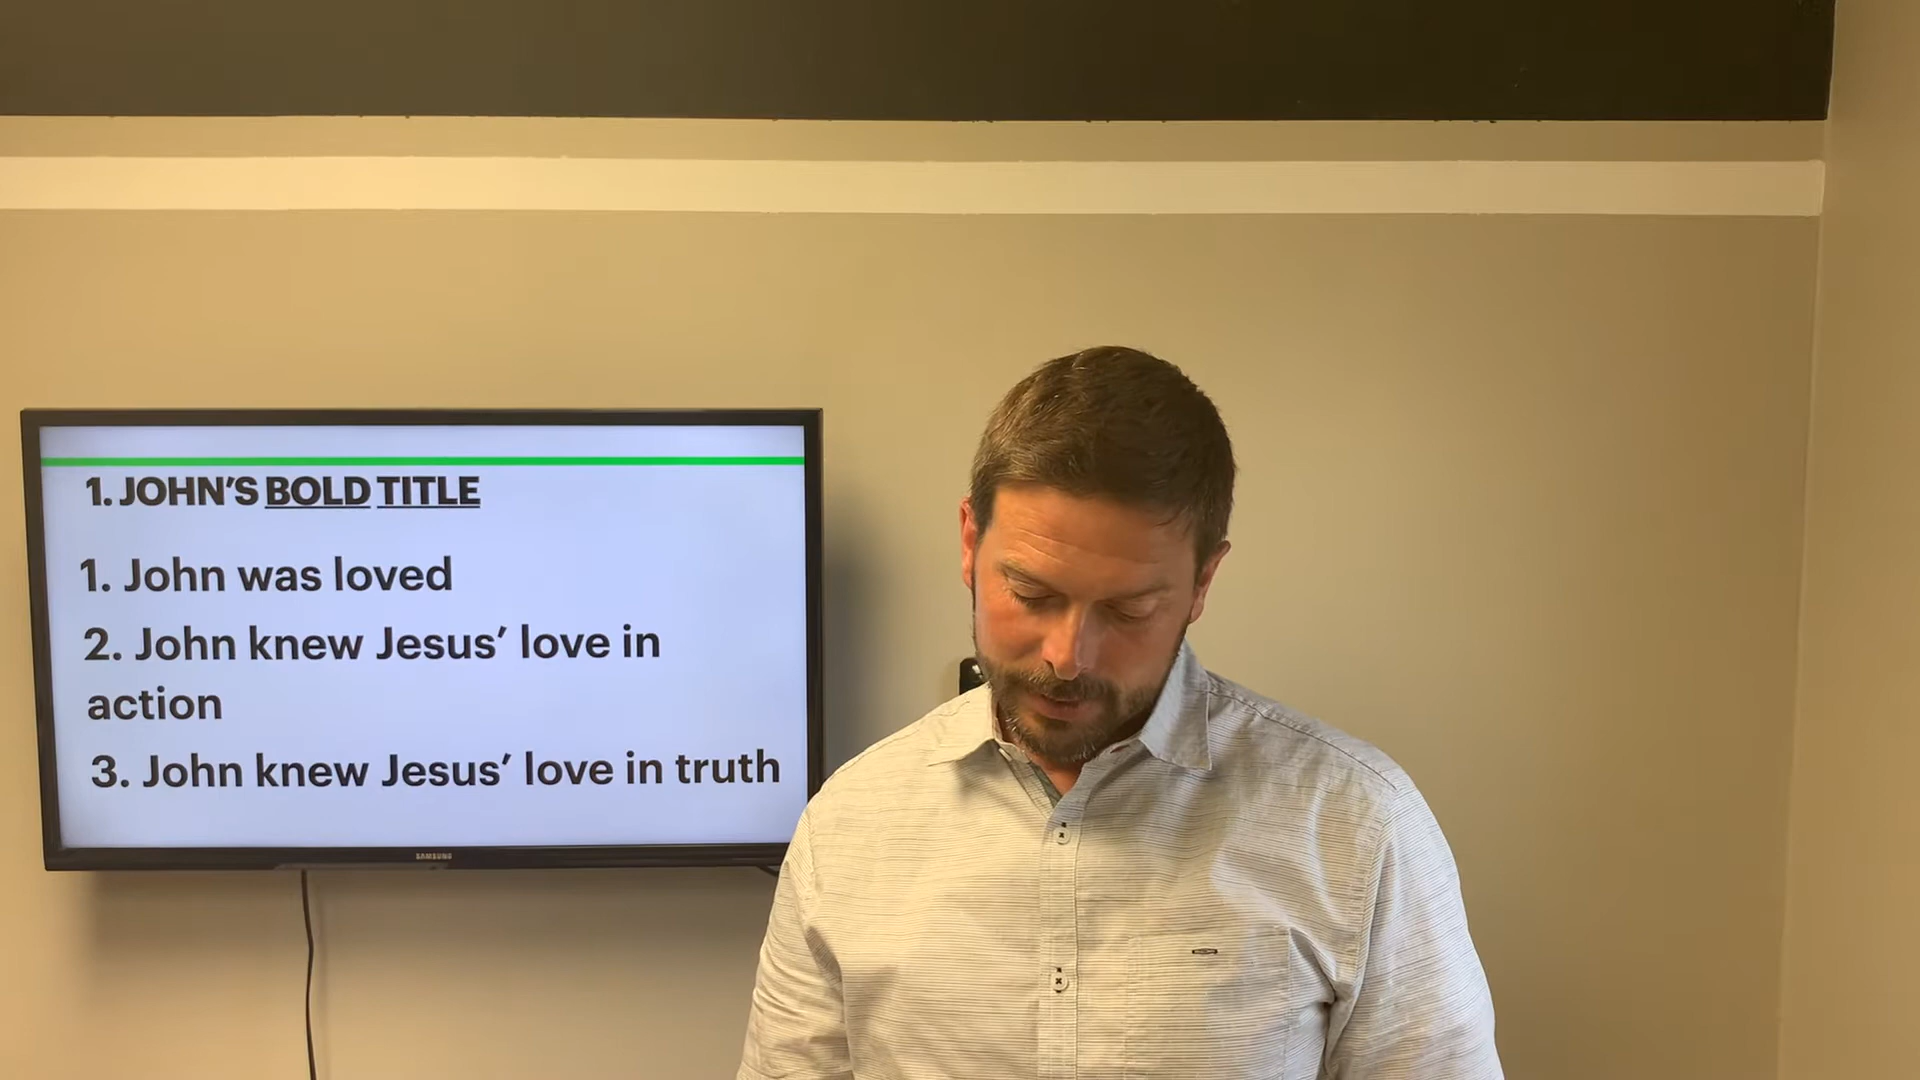 1. JOHN’S BOLD TITLE
1. John was loved
2. John knew Jesus’ love in
action
3. John knew Jesus’ love in truth
SAMSUNG